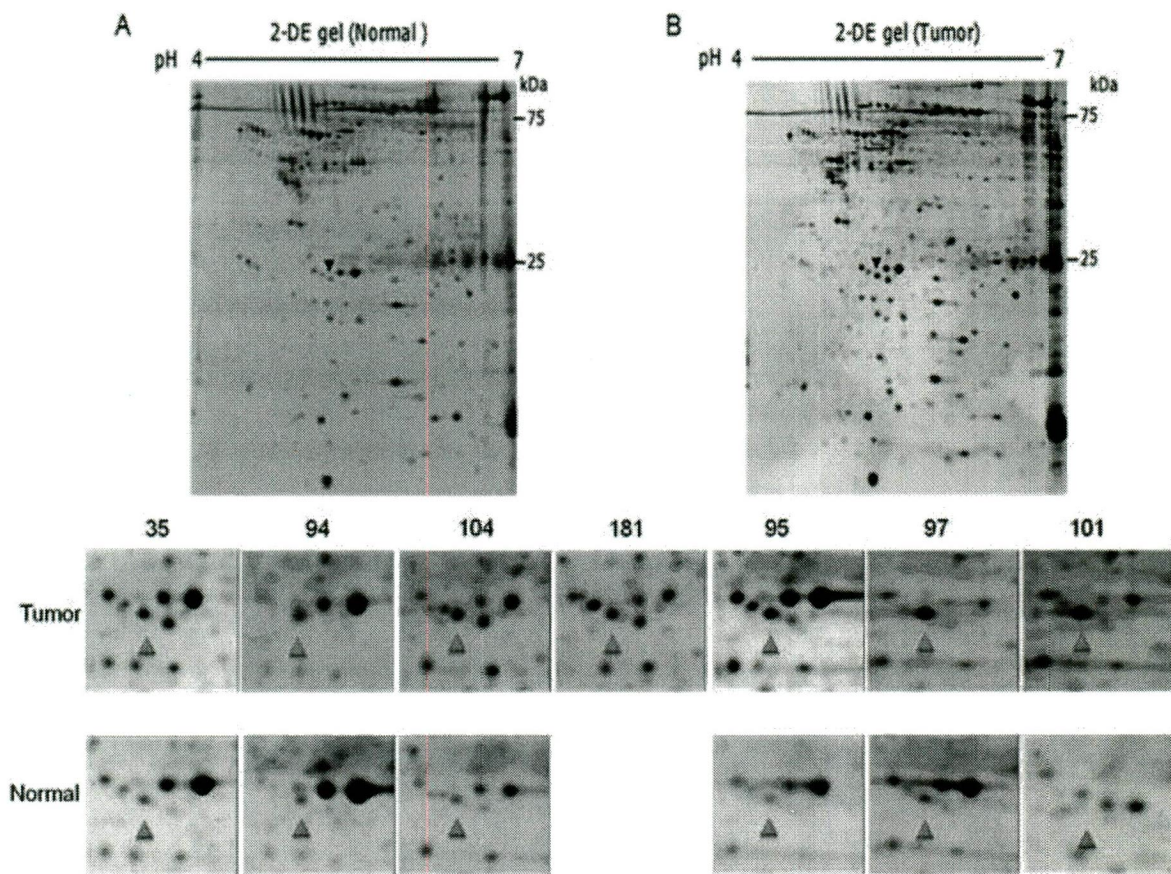 A
2-DE gel (Normal )
pH 4 7
kDa
75
25
B
2-DE gel (Tumor)
pH 4 7
kDa
75
25
35 94 104 181 95 97 101
Tumor
Normal